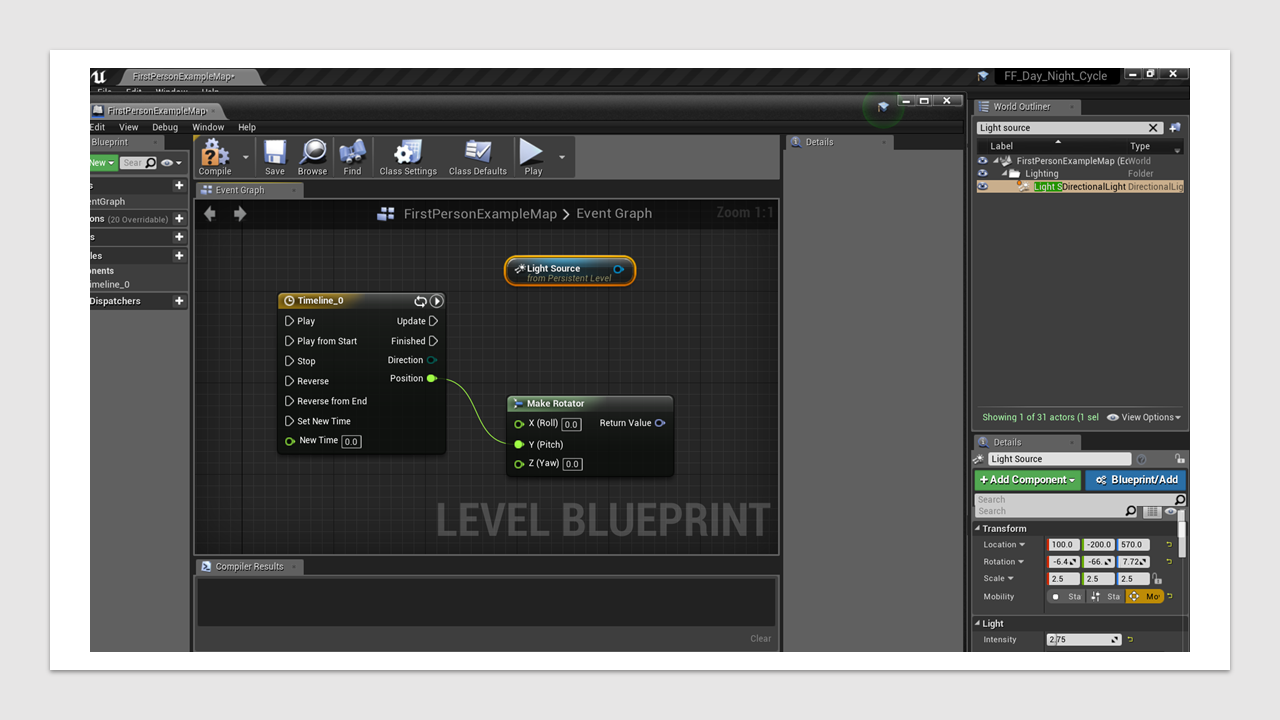 FirstPersonExampleMap•
FF_Day_Night_Cycle
File Edit Window Help
FirstPersonExampleMap•
Edit View Debug Window Help
Blueprint
New
Sear
Compile
Save
Browse
Find
Class Settings
Class Defaults
Play
Event Graph
FirstPersonExampleMap > Event Graph
Zoom 1:1
s
entGraph
ons (20 Overridable)
s
les
onents
imeline_0
Dispatchers
Light Source
from Persistent Level
Timeline_0
Play
Update
Play from Start
Finished
Stop
Direction
Reverse
Position
Reverse from End
Set New Time
New Time 0.0
Make Rotator
X (Roll) 0.0
Return Value
Y (Pitch)
Z (Yaw) 0.0
LEVEL BLUEPRINT
Compiler Results
Clear
Details
World Outliner
Light source
Label
Type
FirstPersonExampleMap (Ec World
Lighting Folder
Light S DirectionalLight DirectionalLig
Showing 1 of 31 actors (1 sel
View Options
Details
Light Source
+ Add Component
Blueprint/Add
Search
Search
Transform
Location 100.0 -200.0 570.0
Rotation -6.4 -66. 7.72
Scale 2.5 2.5 2.5
Mobility Sta Sta Mo
Light
Intensity 2.75